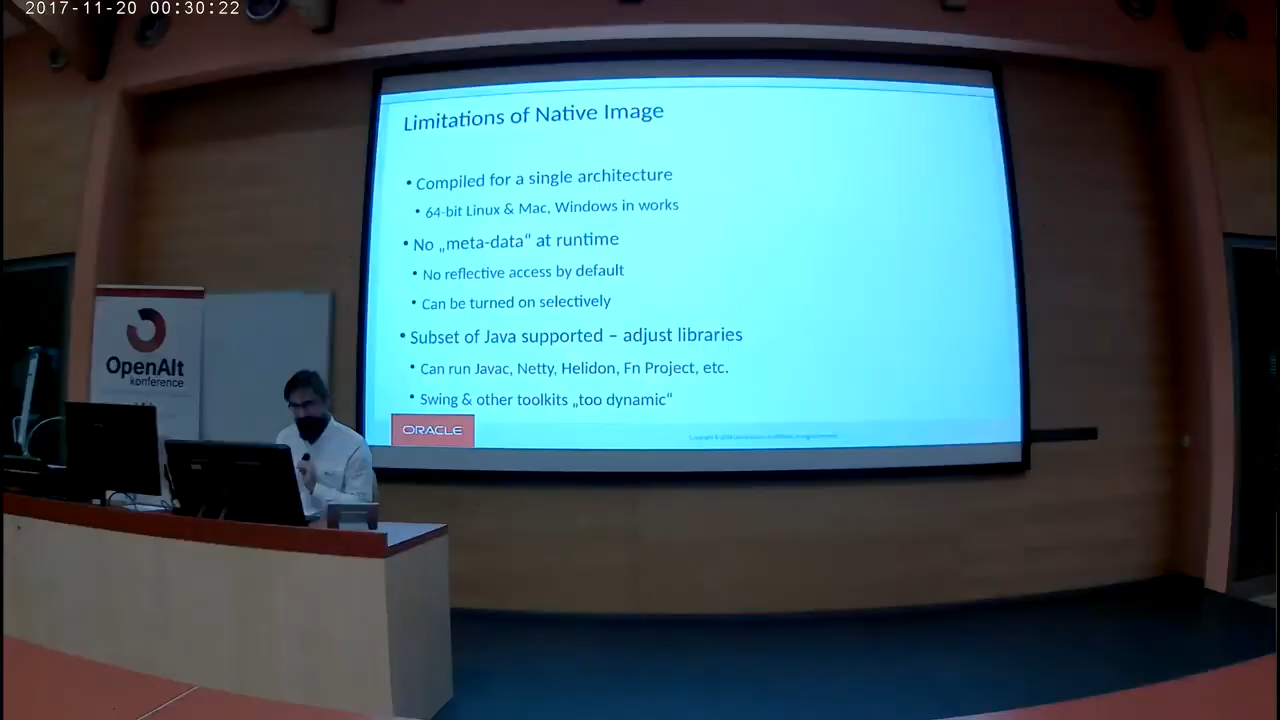 2017-11-20 00:30:22
Limitations of Native Image
• Compiled for a single architecture
• 64-bit Linux & Mac, Windows in works
• No „meta-data“ at runtime
• No reflective access by default
• Can be turned on selectively
• Subset of Java supported – adjust libraries
• Can run Javac, Netty, Helidon, Fn Project, etc.
• Swing & other toolkits „too dynamic“
ORACLE
OpenAlt
konference